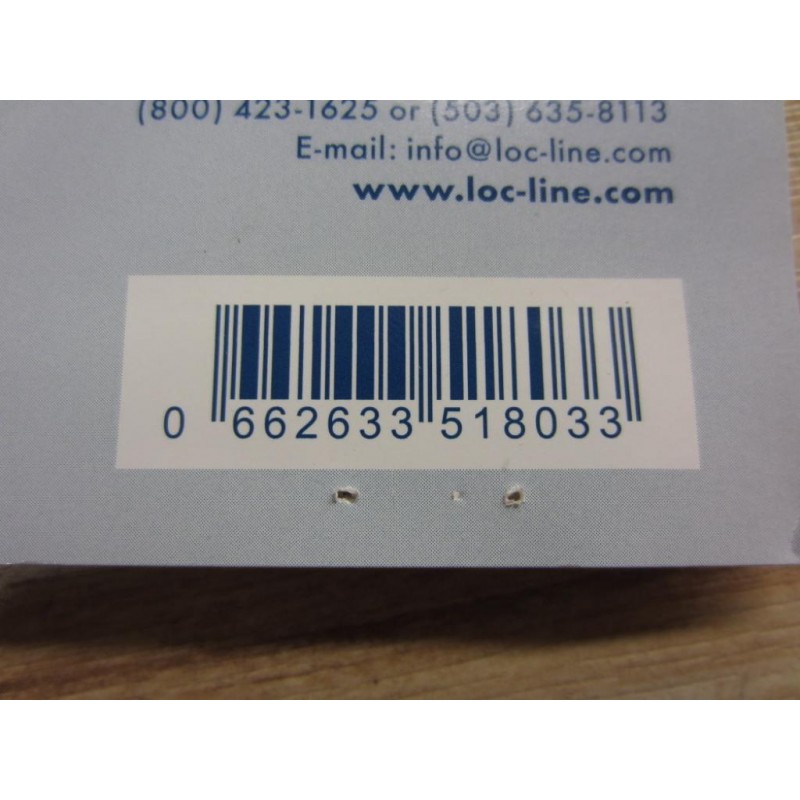 (800) 423-1625 or (503) 635-8113
E-mail: info@loc-line.com
www.loc-line.com
0 662633 518033